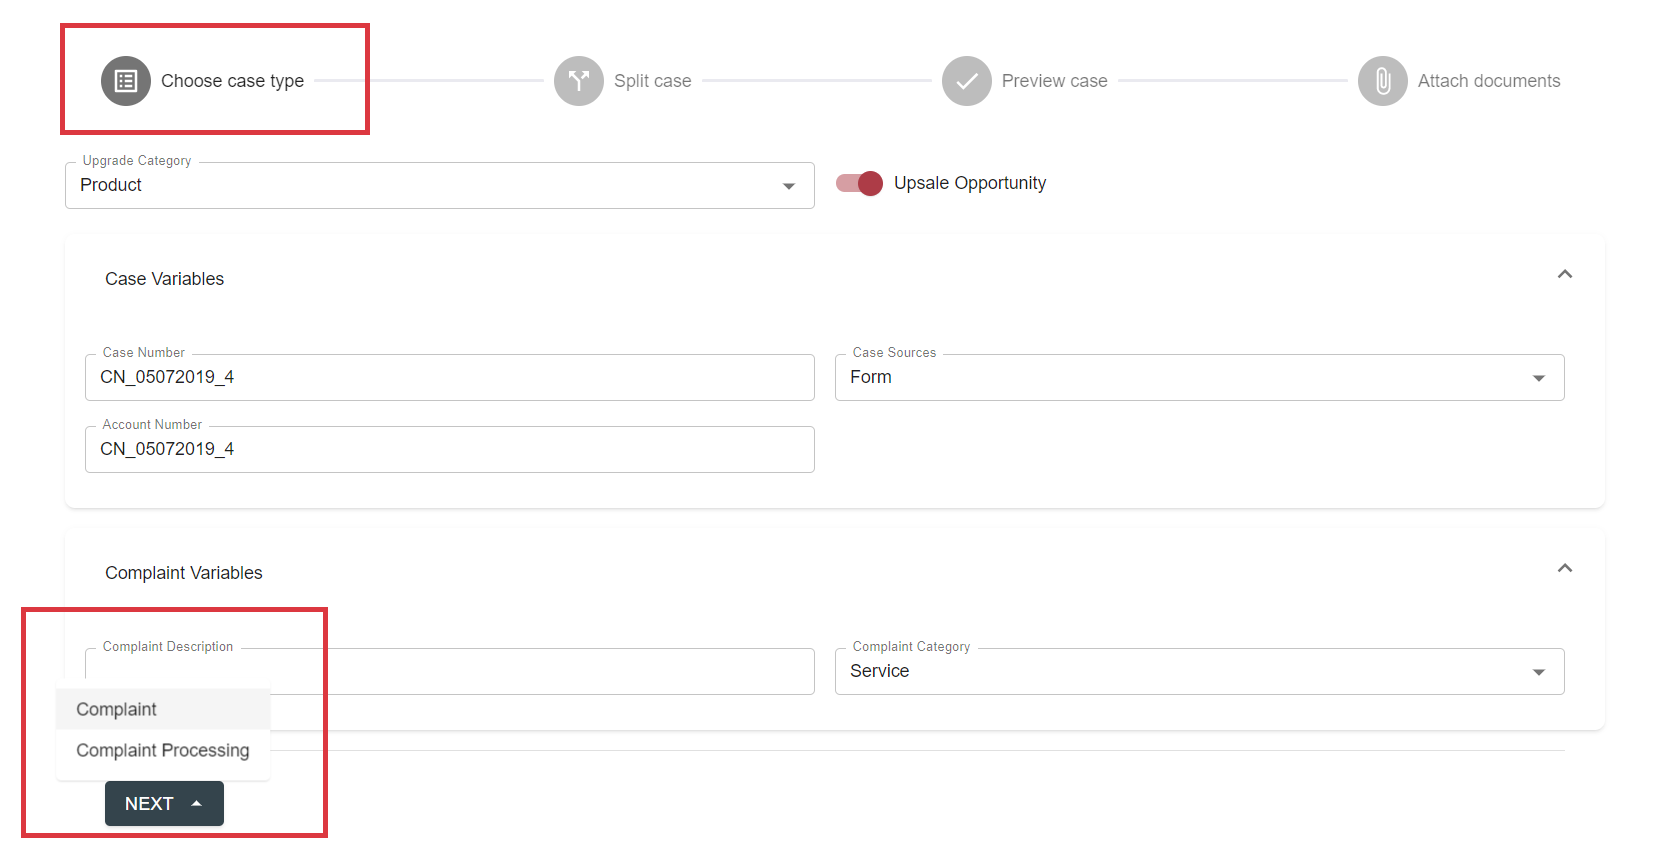 Choose case type
Split case
Preview case
Attach documents
Upgrade Category
Product
Upsale Opportunity
Case Variables
Case Number
CN_05072019_4
Case Sources
Form
Account Number
CN_05072019_4
Complaint Variables
Complaint Description
Complaint Category
Service
Complaint
Complaint Processing
NEXT